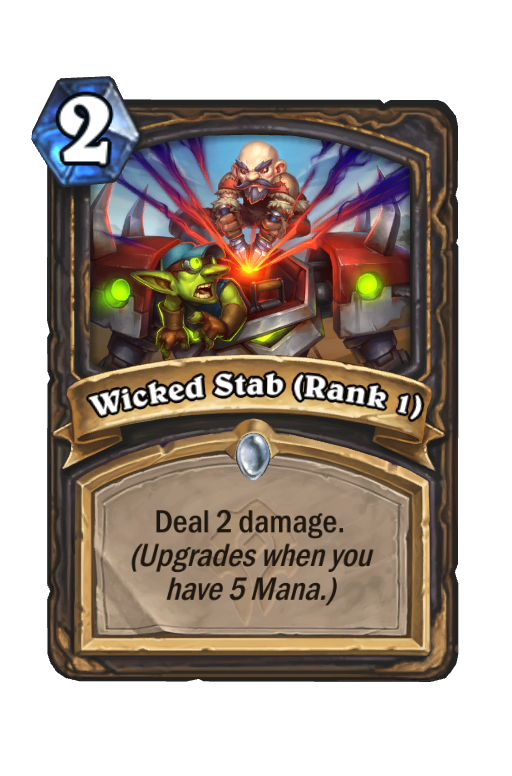 2
Wicked Stab (Rank 1)
Deal 2 damage.
(Upgrades when you
have 5 Mana.)